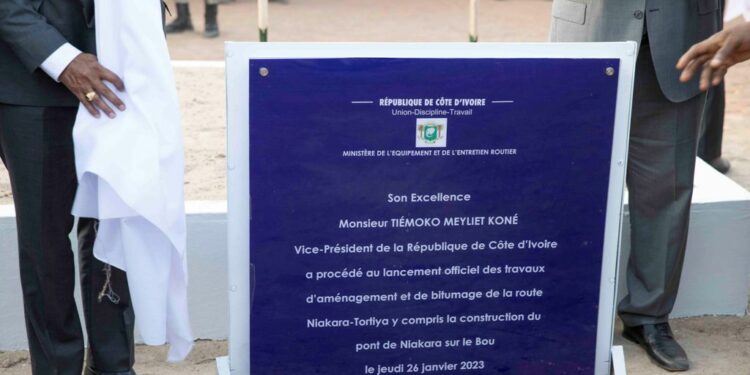 RÉPUBLIQUE DE CÔTE D'IVOIRE
Union-Discipline-Travail
MINISTÈRE DE L'EQUIPEMENT ET DE L'ENTRETIEN ROUTIER
Son Excellence
Monsieur TIÉMOKO MEYLIET KONÉ
Vice-Président de la République de Côte d'Ivoire
a procédé au lancement officiel des travaux
d'aménagement et de bitumage de la route
Niakara-Tortiya y compris la construction du
pont de Niakara sur le Bou
le jeudi 26 janvier 2023